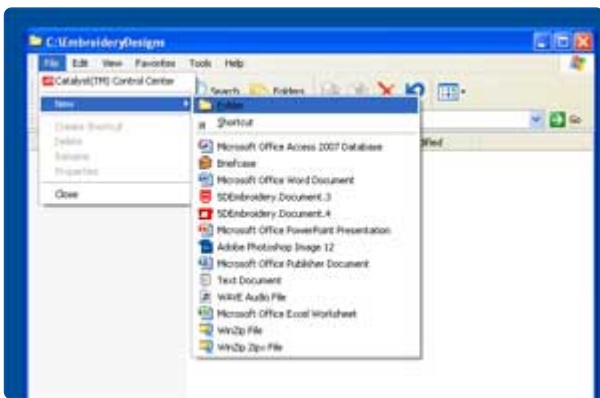 C:\EmbroideryDesigns
File Edit View Favorites Tools Help
Catalyst(TM) Control Center
Search Folders
New
Folder
Shortcut
Go
Create Shortcut
Delete
Rename
Properties
Close
Microsoft Office Access 2007 Database
Briefcase
Microsoft Office Word Document
SDEmbroidery.Document.3
SDEmbroidery.Document.4
Microsoft Office PowerPoint Presentation
Adobe Photoshop Image 12
Microsoft Office Publisher Document
Text Document
WAVE Audio File
Microsoft Office Excel Worksheet
WinZip File
WinZip Zipx File